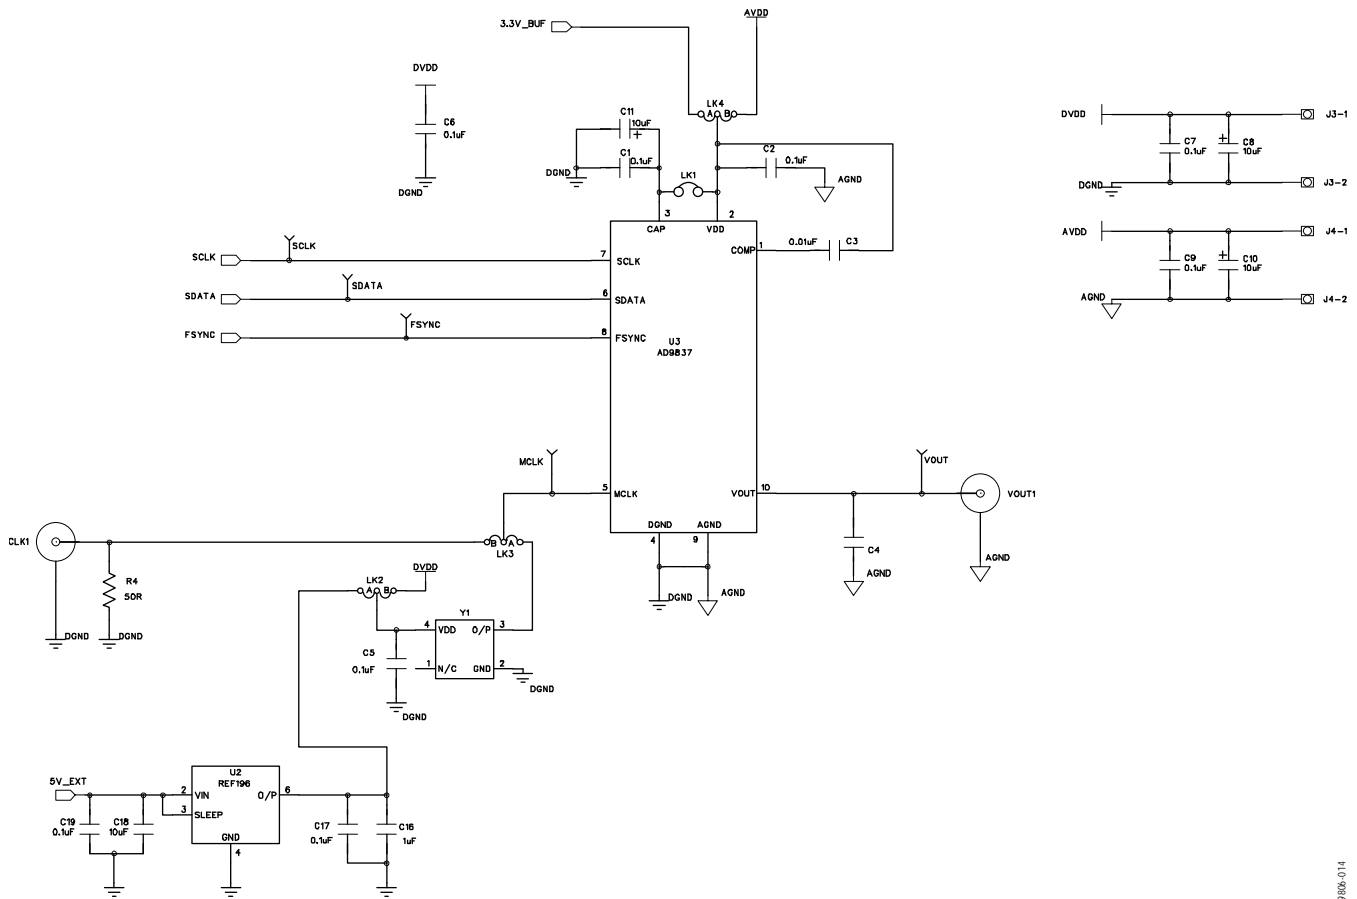 3.3V_BUF
AVDD
DVDD
C6
0.1uF
DGND
C11
10uF
+
C1
0.1uF
DGND
LK4
A B
C2
0.1uF
AGND
LK1
3
2
CAP
VDD
COMP
1
0.01uF
C3
SCLK
SCLK
7
SCLK
SDATA
SDATA
6
SDATA
FSYNC
FSYNC
8
FSYNC
U3
AD9837
DVDD
C7
0.1uF
+
C8
10uF
J3-1
DGND
J3-2
AVDD
C9
0.1uF
+
C10
10uF
J4-1
AGND
J4-2
MCLK
5
MCLK
VOUT
10
VOUT
VOUT1
C4
AGND
AGND
DGND
AGND
4
9
DGND
AGND
CLK1
B A
LK3
R4
50R
DGND
DGND
LK2
A B
DVDD
Y1
4
VDD
O/P
3
C5
0.1uF
1
N/C
GND
2
DGND
DGND
5V_EXT
U2
REF196
2
VIN
O/P
6
3
SLEEP
GND
4
C19
0.1uF
C18
10uF
C17
0.1uF
C16
1uF
9806-014